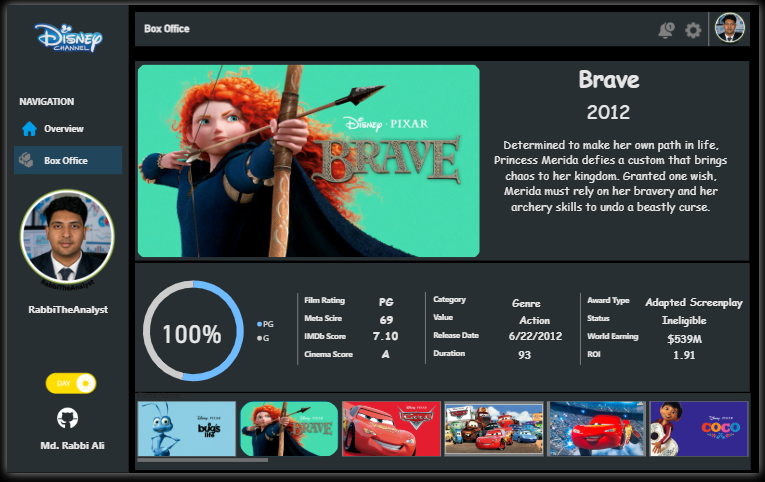 Disney
CHANNEL
NAVIGATION
Overview
Box Office
RabbiTheAnalyst
RabbiTheAnalyst
DAY
Md. Rabbi Ali
Box Office
1
Disney · PIXAR
BRAVE
Brave
2012
Determined to make her own path in life,
Princess Merida defies a custom that brings
chaos to her kingdom. Granted one wish,
Merida must rely on her bravery and her
archery skills to undo a beastly curse.
100%
PG
G
Film Rating PG
Meta Scire 69
IMDb Score 7.10
Cinema Score A
Category Genre
Value Action
Release Date 6/22/2012
Duration 93
Award Type Adapted Screenplay
Status Ineligible
World Earning $539M
ROI 1.91
Disney · PIXAR
bug's
life
BRAVE
Disney · PIXAR
Cars
Cars
Disney · PIXAR
COCO